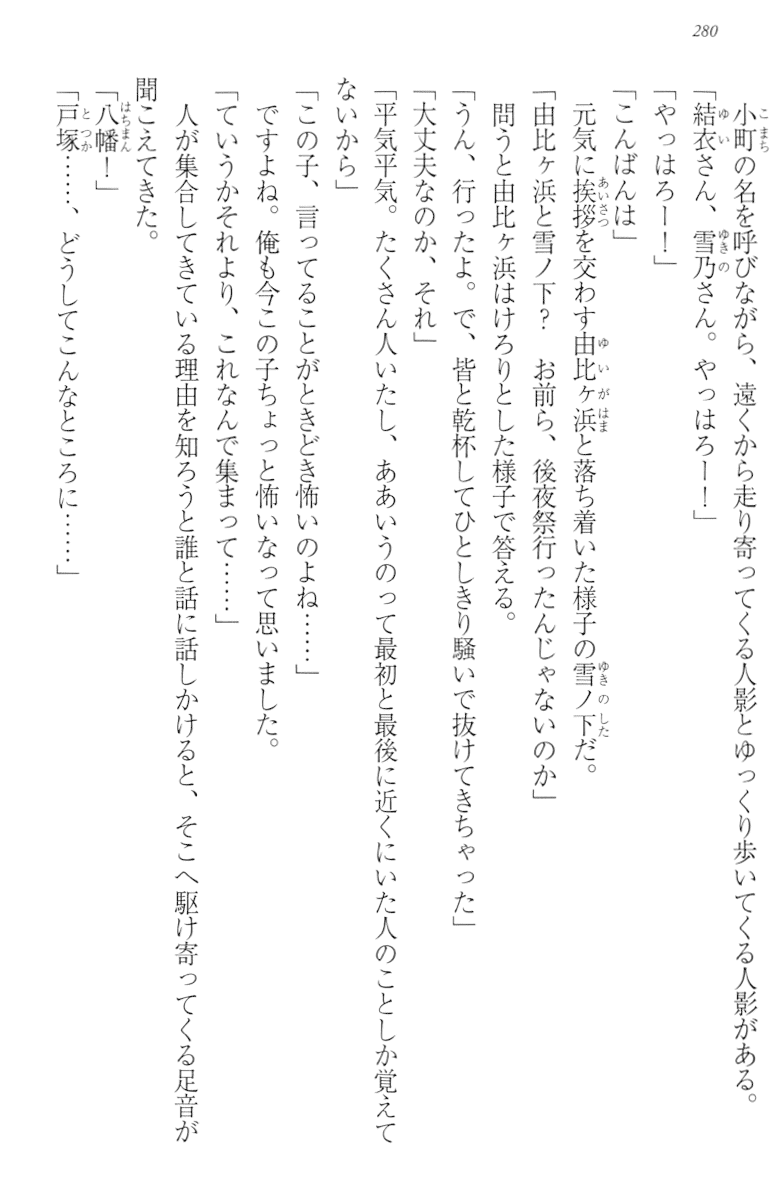 280
小町の名を呼びながら、遠くから走り寄ってくる人影とゆっくり歩いてくる人影がある。
「結衣さん、雪乃さん。やっはろー！」
「やっはろー！」
「こんばんは」
元気に挨拶を交わす由比ヶ浜と落ち着いた様子の雪ノ下だ。
「由比ヶ浜と雪ノ下？　お前ら、後夜祭行ったんじゃないのか」
問うと由比ヶ浜はけろりとした様子で答える。
「うん、行ったよ。で、皆と乾杯してひとしきり騒いで抜けてきちゃった」
「大丈夫なのか、それ」
「平気平気。たくさん人いたし、ああいうのって最初と最後に近くにいた人のことしか覚えて
ないから」
「この子、言ってることがときどき怖いのよね……」
ですよね。俺も今この子ちょっと怖いなって思いました。
「ていうかそれより、これなんで集まって……」
人が集合してきている理由を知ろうと誰と話に話しかけると、そこへ駆け寄ってくる足音が
聞こえてきた。
「八幡！」
「戸塚……、どうしてこんなところに……」